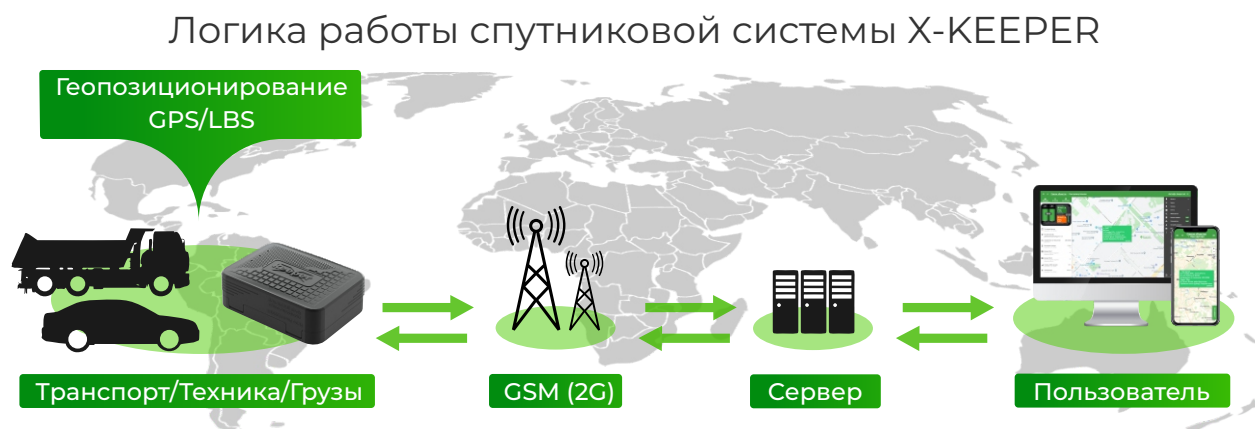 Логика работы спутниковой системы X-KEEPER
Геопозиционирование
GPS/LBS
Транспорт/Техника/Грузы
GSM (2G)
Сервер
Пользователь